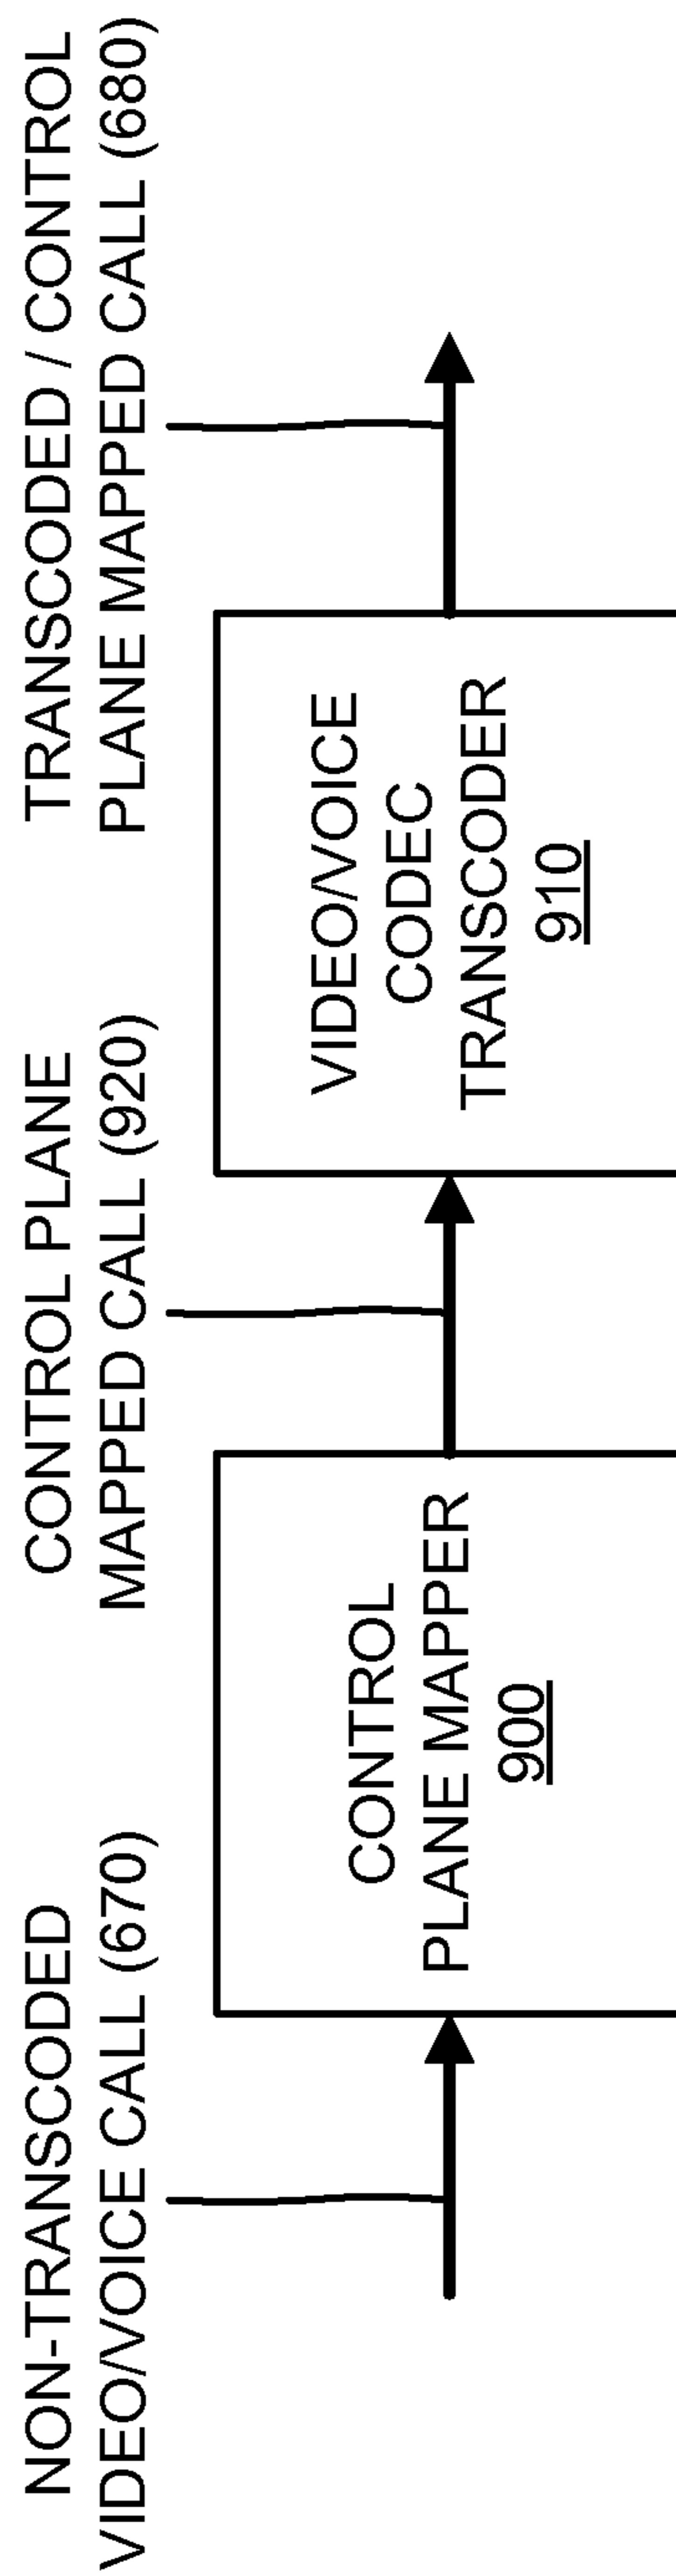 NON-TRANSCODED
VIDEO/VOICE CALL (670)
CONTROL PLANE
MAPPED CALL (920)
TRANSCODED / CONTROL
PLANE MAPPED CALL (680)
CONTROL
PLANE MAPPER
900
VIDEO/VOICE
CODEC
TRANSCODER
910